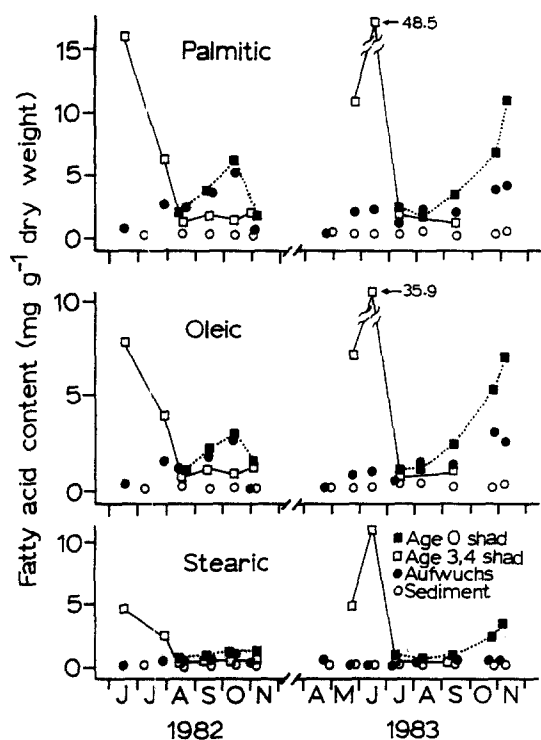 Fatty acid content (mg g⁻¹ dry weight)
Palmitic
48.5
15
10
5
0
Oleic
35.9
10
5
0
Stearic
Age 0 shad
Age 3,4 shad
Aufwuchs
Sediment
10
5
0
J J A S O N A M J J A S O N
1982 1983